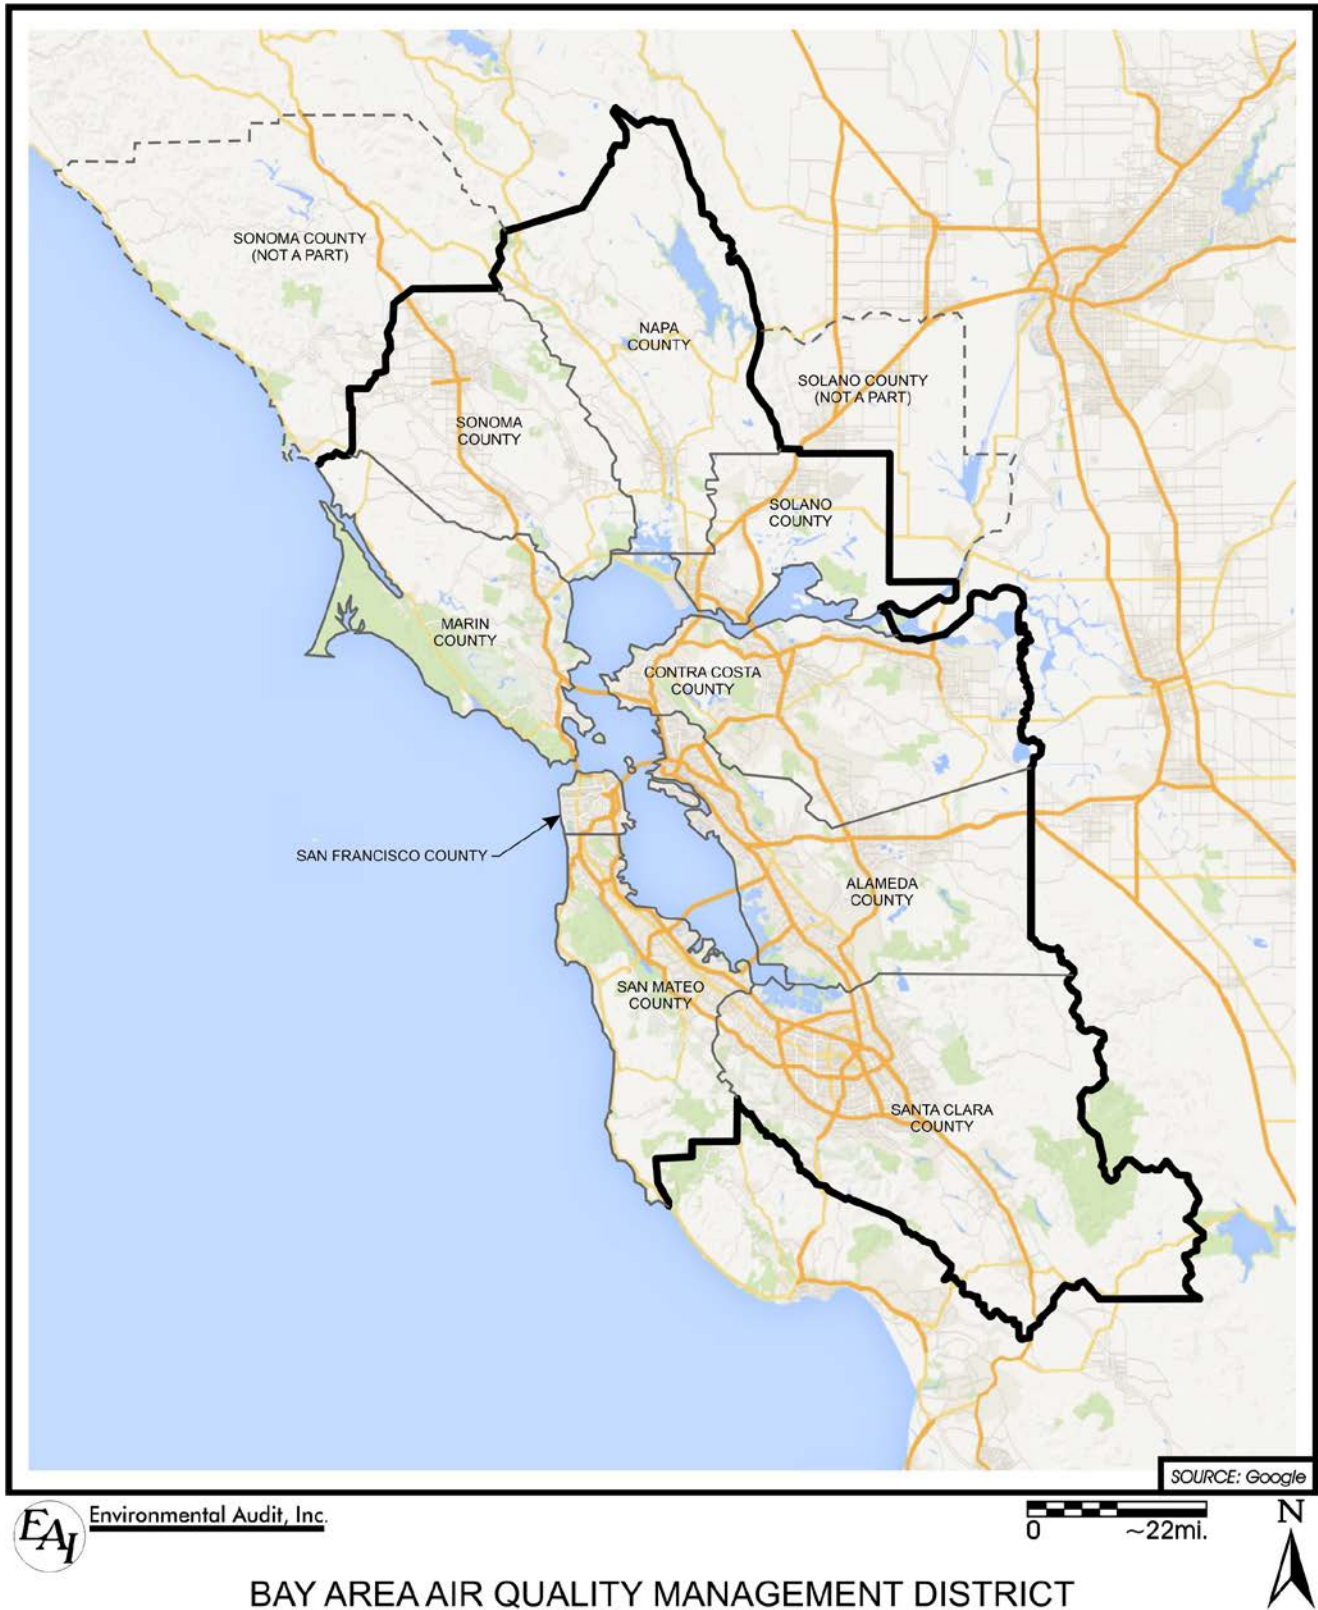 SONOMA COUNTY
(NOT A PART)
NAPA
COUNTY
SOLANO COUNTY
(NOT A PART)
SONOMA
COUNTY
SOLANO
COUNTY
MARIN
COUNTY
CONTRA COSTA
COUNTY
SAN FRANCISCO COUNTY
ALAMEDA
COUNTY
SAN MATEO
COUNTY
SANTA CLARA
COUNTY
SOURCE: Google
EAI
Environmental Audit, Inc.
0
~22mi.
N
BAY AREA AIR QUALITY MANAGEMENT DISTRICT